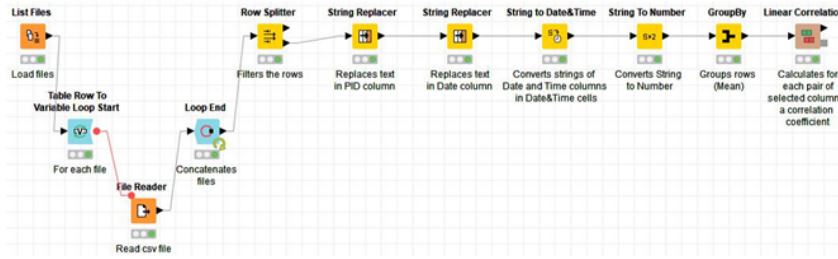 List Files
Load files
Table Row To
Variable Loop Start
For each file
File Reader
Read csv file
Loop End
Concatenates
files
Row Splitter
Filters the rows
String Replacer
Replaces text
in PID column
String Replacer
Replaces text
in Date column
String to Date&Time
Converts strings of
Date and Time columns
in Date&Time cells
String To Number
Converts String
to Number
GroupBy
Groups rows
(Mean)
Linear Correlatio
Calculates for
each pair of
selected column
a correlation
coefficient